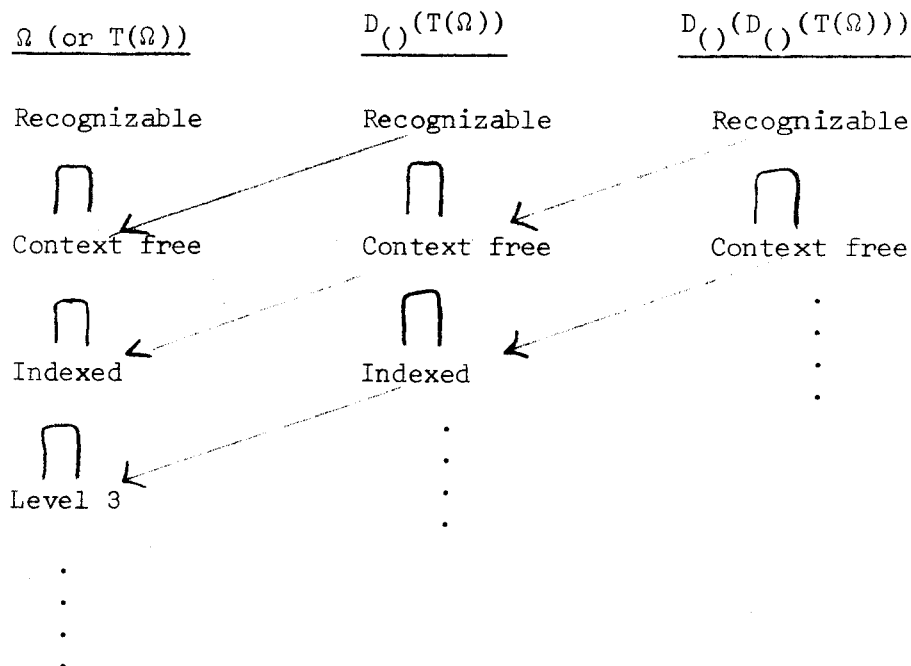 Ω (or T(Ω)) D()(T(Ω)) D()(D()(T(Ω)))
Recognizable Recognizable Recognizable
Context free Context free Context free
Indexed Indexed
Level 3